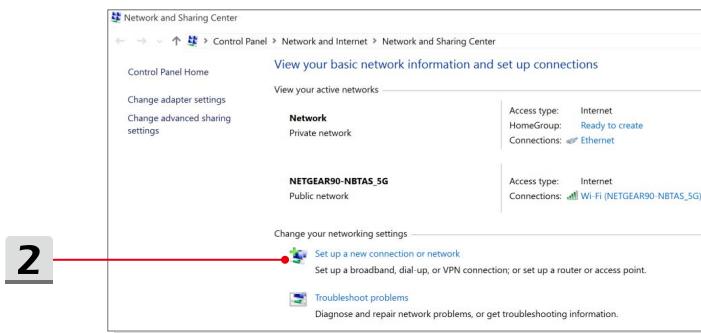 Network and Sharing Center
Control Panel > Network and Internet > Network and Sharing Center
Control Panel Home
Change adapter settings
Change advanced sharing
settings
View your basic network information and set up connections
View your active networks
Network
Private network
Access type: Internet
HomeGroup: Ready to create
Connections: Ethernet
NETGEAR90-NBTAS_5G
Public network
Access type: Internet
Connections: Wi-Fi (NETGEAR90-NBTAS_5G)
Change your networking settings
2
Set up a new connection or network
Set up a broadband, dial-up, or VPN connection; or set up a router or access point.
Troubleshoot problems
Diagnose and repair network problems, or get troubleshooting information.